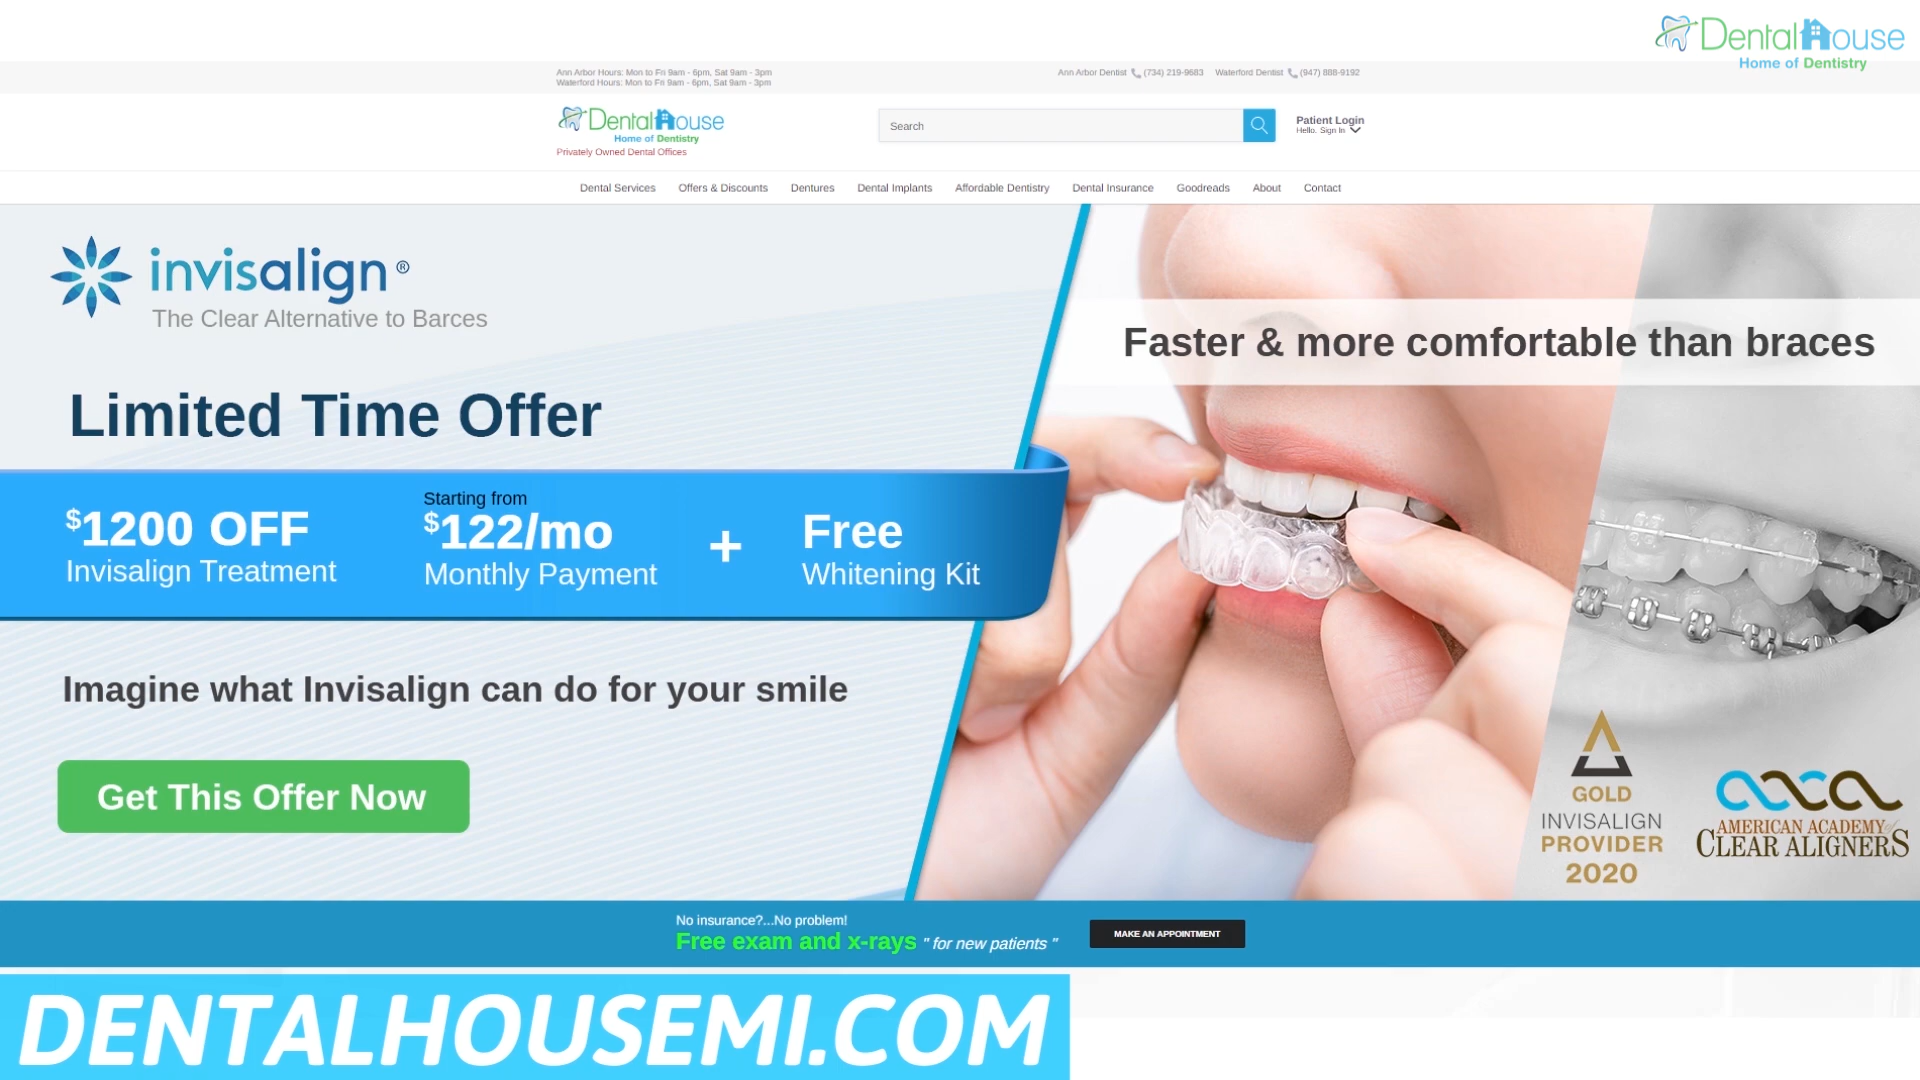 DentalHouse
Home of Dentistry
Ann Arbor Hours: Mon to Fri 9am - 6pm, Sat 9am - 3pm
Waterford Hours: Mon to Fri 9am - 6pm, Sat 9am - 3pm
Ann Arbor Dentist (734) 219-9683 Waterford Dentist (947) 888-9192
DentalHouse
Home of Dentistry
Privately Owned Dental Offices
Search
Patient Login
Hello. Sign In
Dental Services Offers & Discounts Dentures Dental Implants Affordable Dentistry Dental Insurance Goodreads About Contact
invisalign®
The Clear Alternative to Barces
Limited Time Offer
$1200 OFF
Invisalign Treatment
Starting from
$122/mo
Monthly Payment
+
Free
Whitening Kit
Imagine what Invisalign can do for your smile
Get This Offer Now
Faster & more comfortable than braces
GOLD
INVISALIGN
PROVIDER
2020
aaca
AMERICAN ACADEMY of
CLEAR ALIGNERS
No insurance?...No problem!
Free exam and x-rays " for new patients "
MAKE AN APPOINTMENT
DENTALHOUSEMI.COM